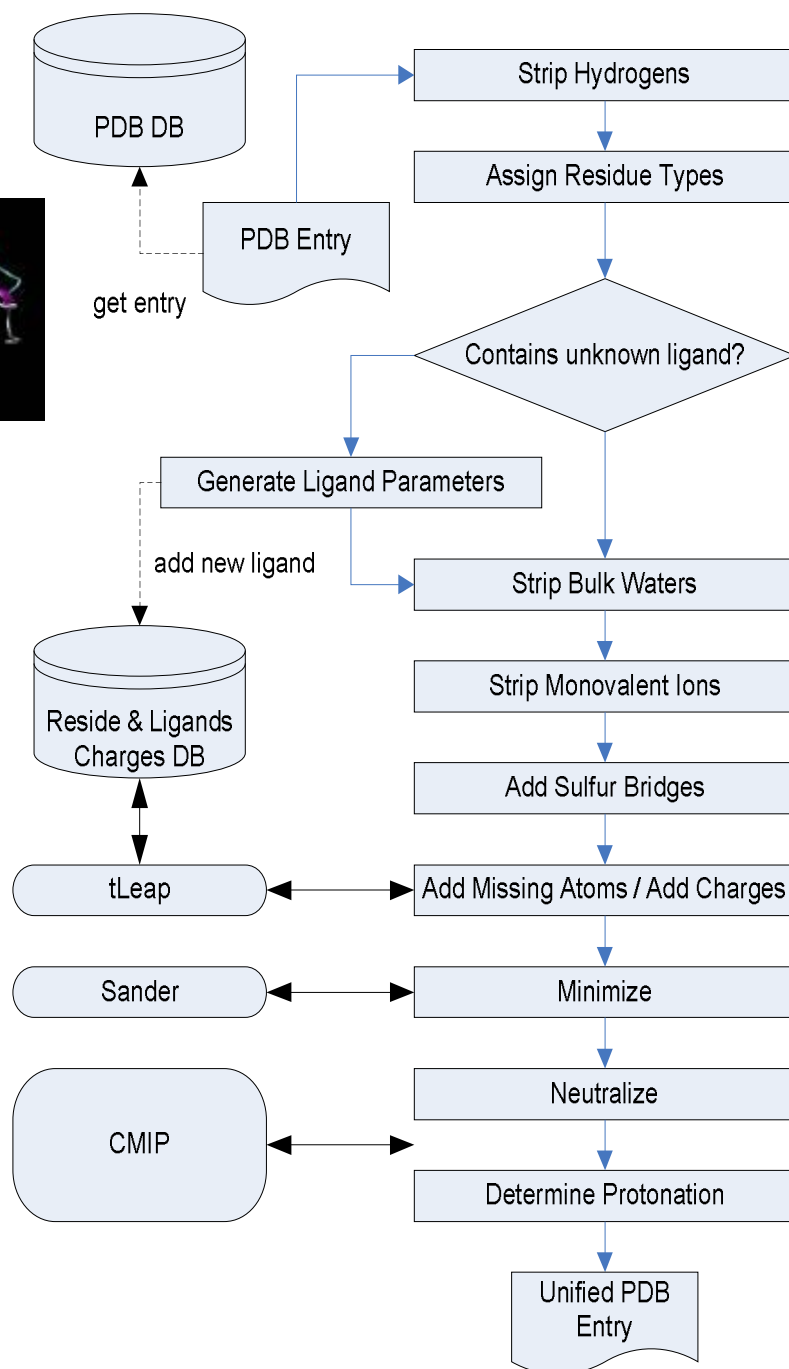 PDB DB
Strip Hydrogens
Assign Residue Types
PDB Entry
get entry
Contains unknown ligand?
Generate Ligand Parameters
add new ligand
Strip Bulk Waters
Strip Monovalent Ions
Reside & Ligands
Charges DB
Add Sulfur Bridges
tLeap
Add Missing Atoms / Add Charges
Sander
Minimize
Neutralize
CMIP
Determine Protonation
Unified PDB
Entry